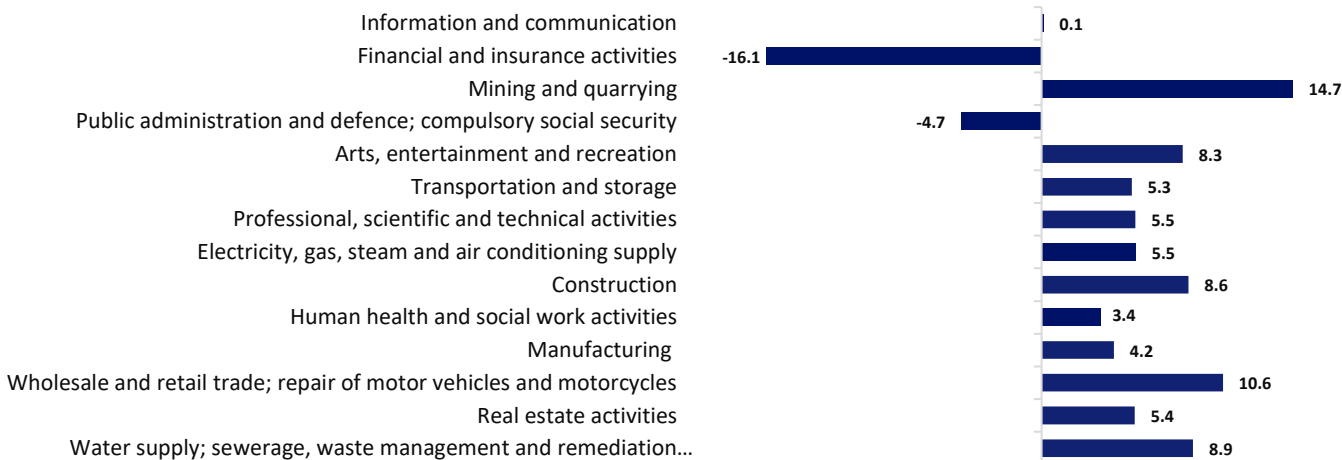 Information and communication 0.1
Financial and insurance activities -16.1
Mining and quarrying 14.7
Public administration and defence; compulsory social security -4.7
Arts, entertainment and recreation 8.3
Transportation and storage 5.3
Professional, scientific and technical activities 5.5
Electricity, gas, steam and air conditioning supply 5.5
Construction 8.6
Human health and social work activities 3.4
Manufacturing 4.2
Wholesale and retail trade; repair of motor vehicles and motorcycles 10.6
Real estate activities 5.4
Water supply; sewerage, waste management and remediation… 8.9